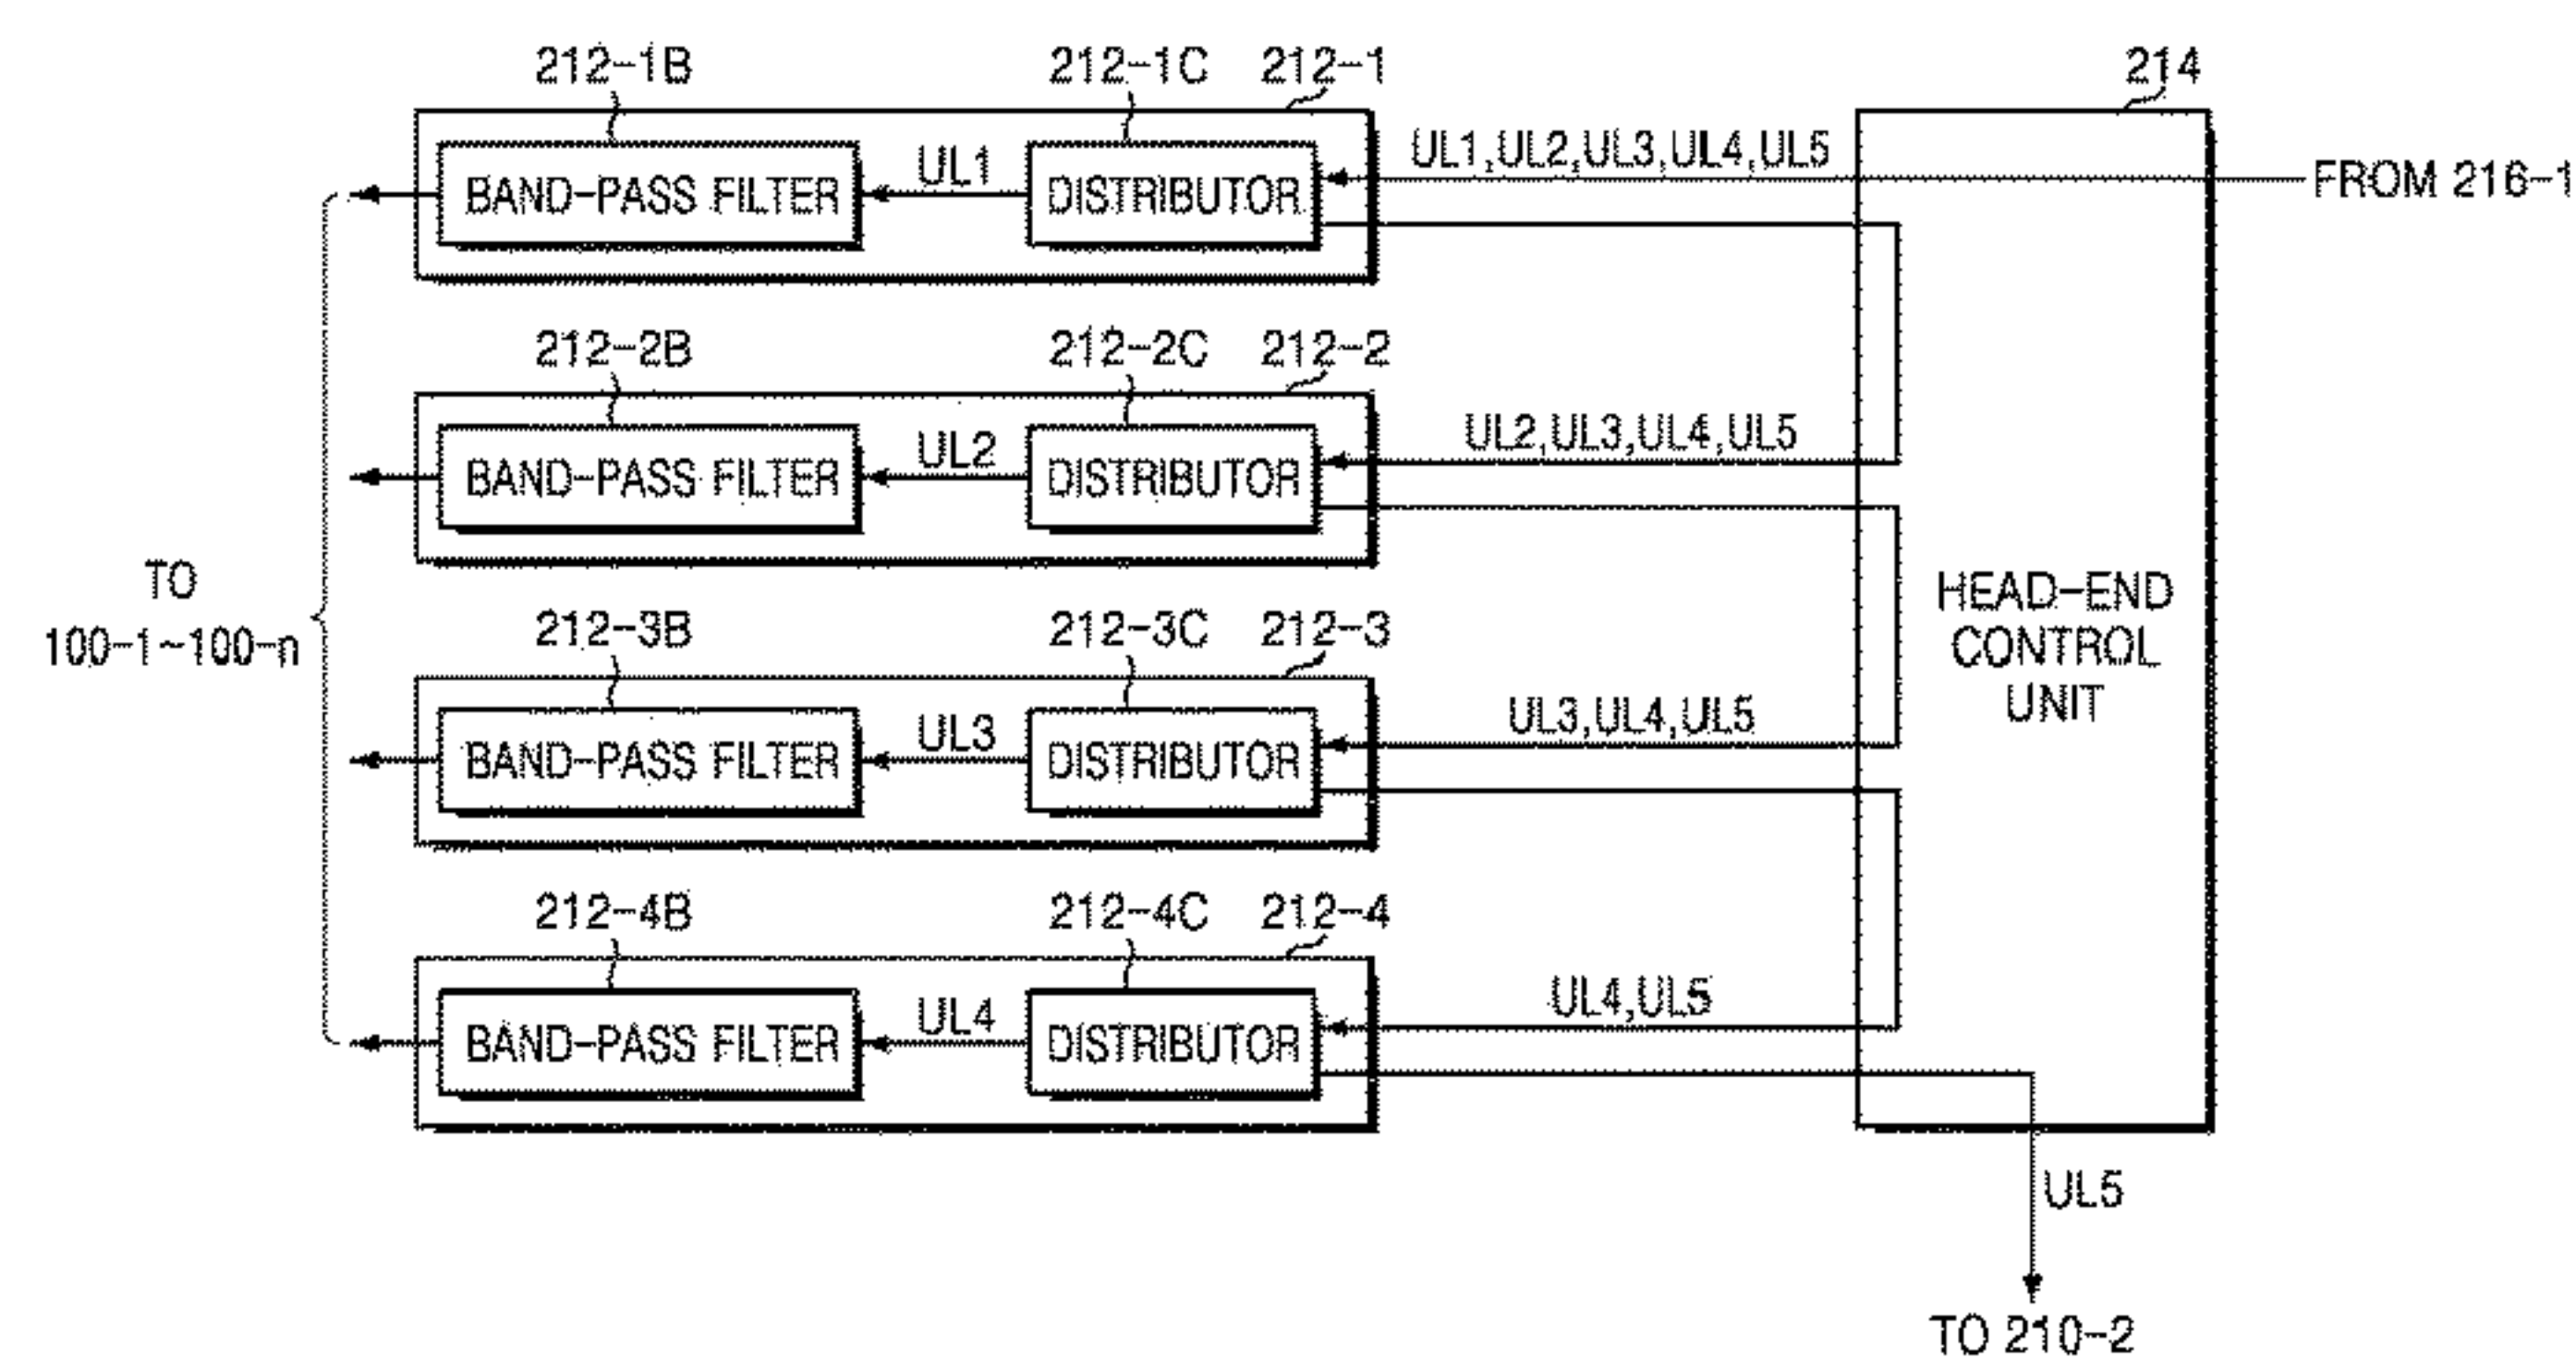 212-1B 212-1C 212-1 214
UL1,UL2,UL3,UL4,UL5
BAND-PASS FILTER UL1 DISTRIBUTOR FROM 216-1
212-2B 212-2C 212-2
UL2,UL3,UL4,UL5
BAND-PASS FILTER UL2 DISTRIBUTOR
TO
100-1~100-n
HEAD-END
CONTROL
UNIT
212-3B 212-3C 212-3
UL3,UL4,UL5
BAND-PASS FILTER UL3 DISTRIBUTOR
212-4B 212-4C 212-4
UL4,UL5
BAND-PASS FILTER UL4 DISTRIBUTOR
UL5
TO 210-2